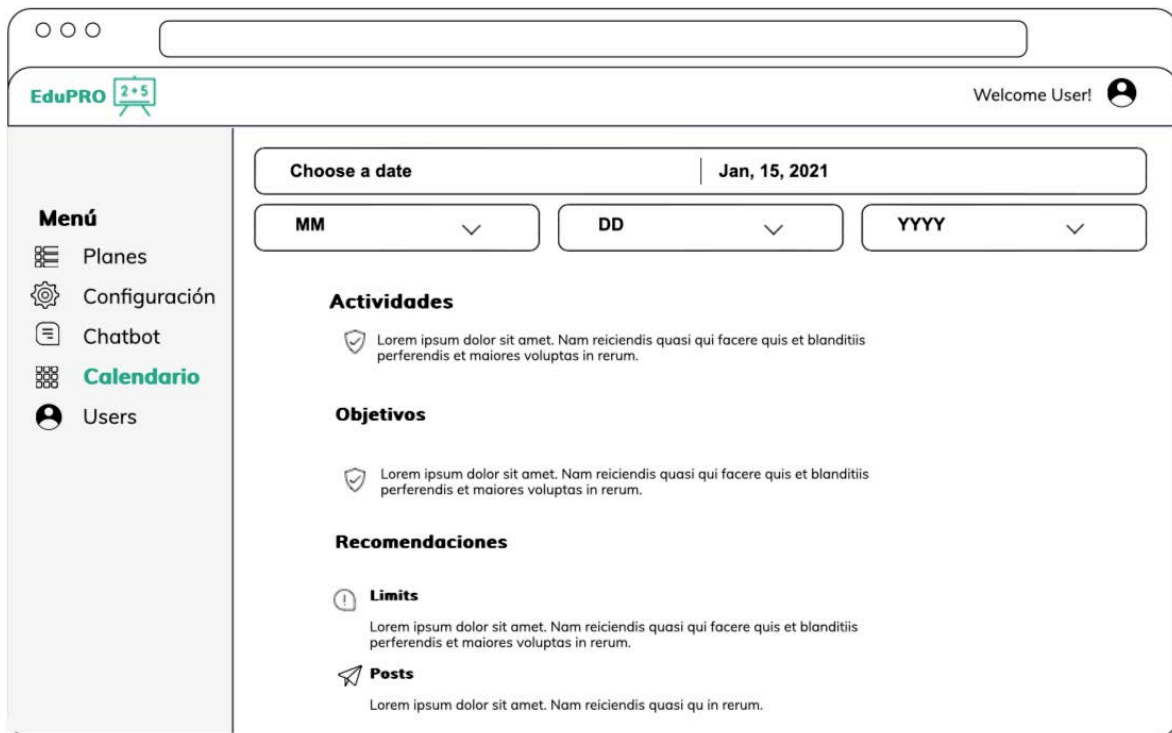 EduPRO 2+5
Welcome User!
Choose a date
Jan, 15, 2021
MM
DD
YYYY
Menú
Planes
Configuración
Chatbot
Calendario
Users
Actividades
Lorem ipsum dolor sit amet. Nam reiciendis quasi qui facere quis et blanditiis
perferendis et maiores voluptas in rerum.
Objetivos
Lorem ipsum dolor sit amet. Nam reiciendis quasi qui facere quis et blanditiis
perferendis et maiores voluptas in rerum.
Recomendaciones
Limits
Lorem ipsum dolor sit amet. Nam reiciendis quasi qui facere quis et blanditiis
perferendis et maiores voluptas in rerum.
Posts
Lorem ipsum dolor sit amet. Nam reiciendis quasi qu in rerum.